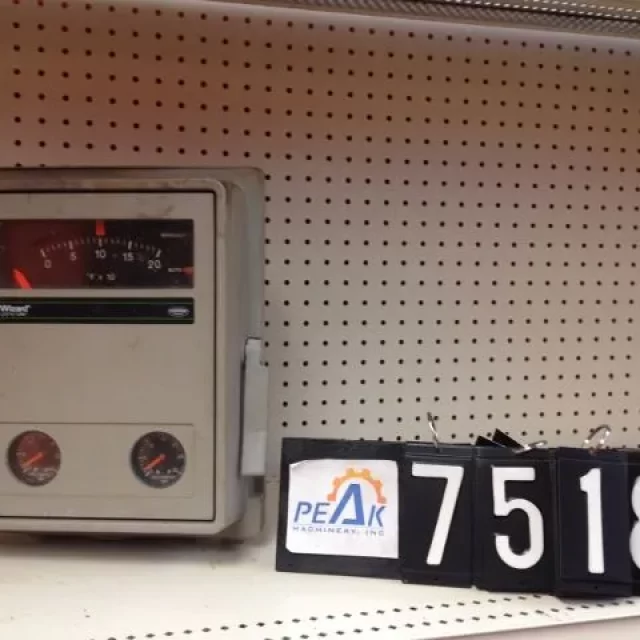 0 5 10 15 20
°F x 10
Wizard
PEAK
MACHINERY, INC
7518